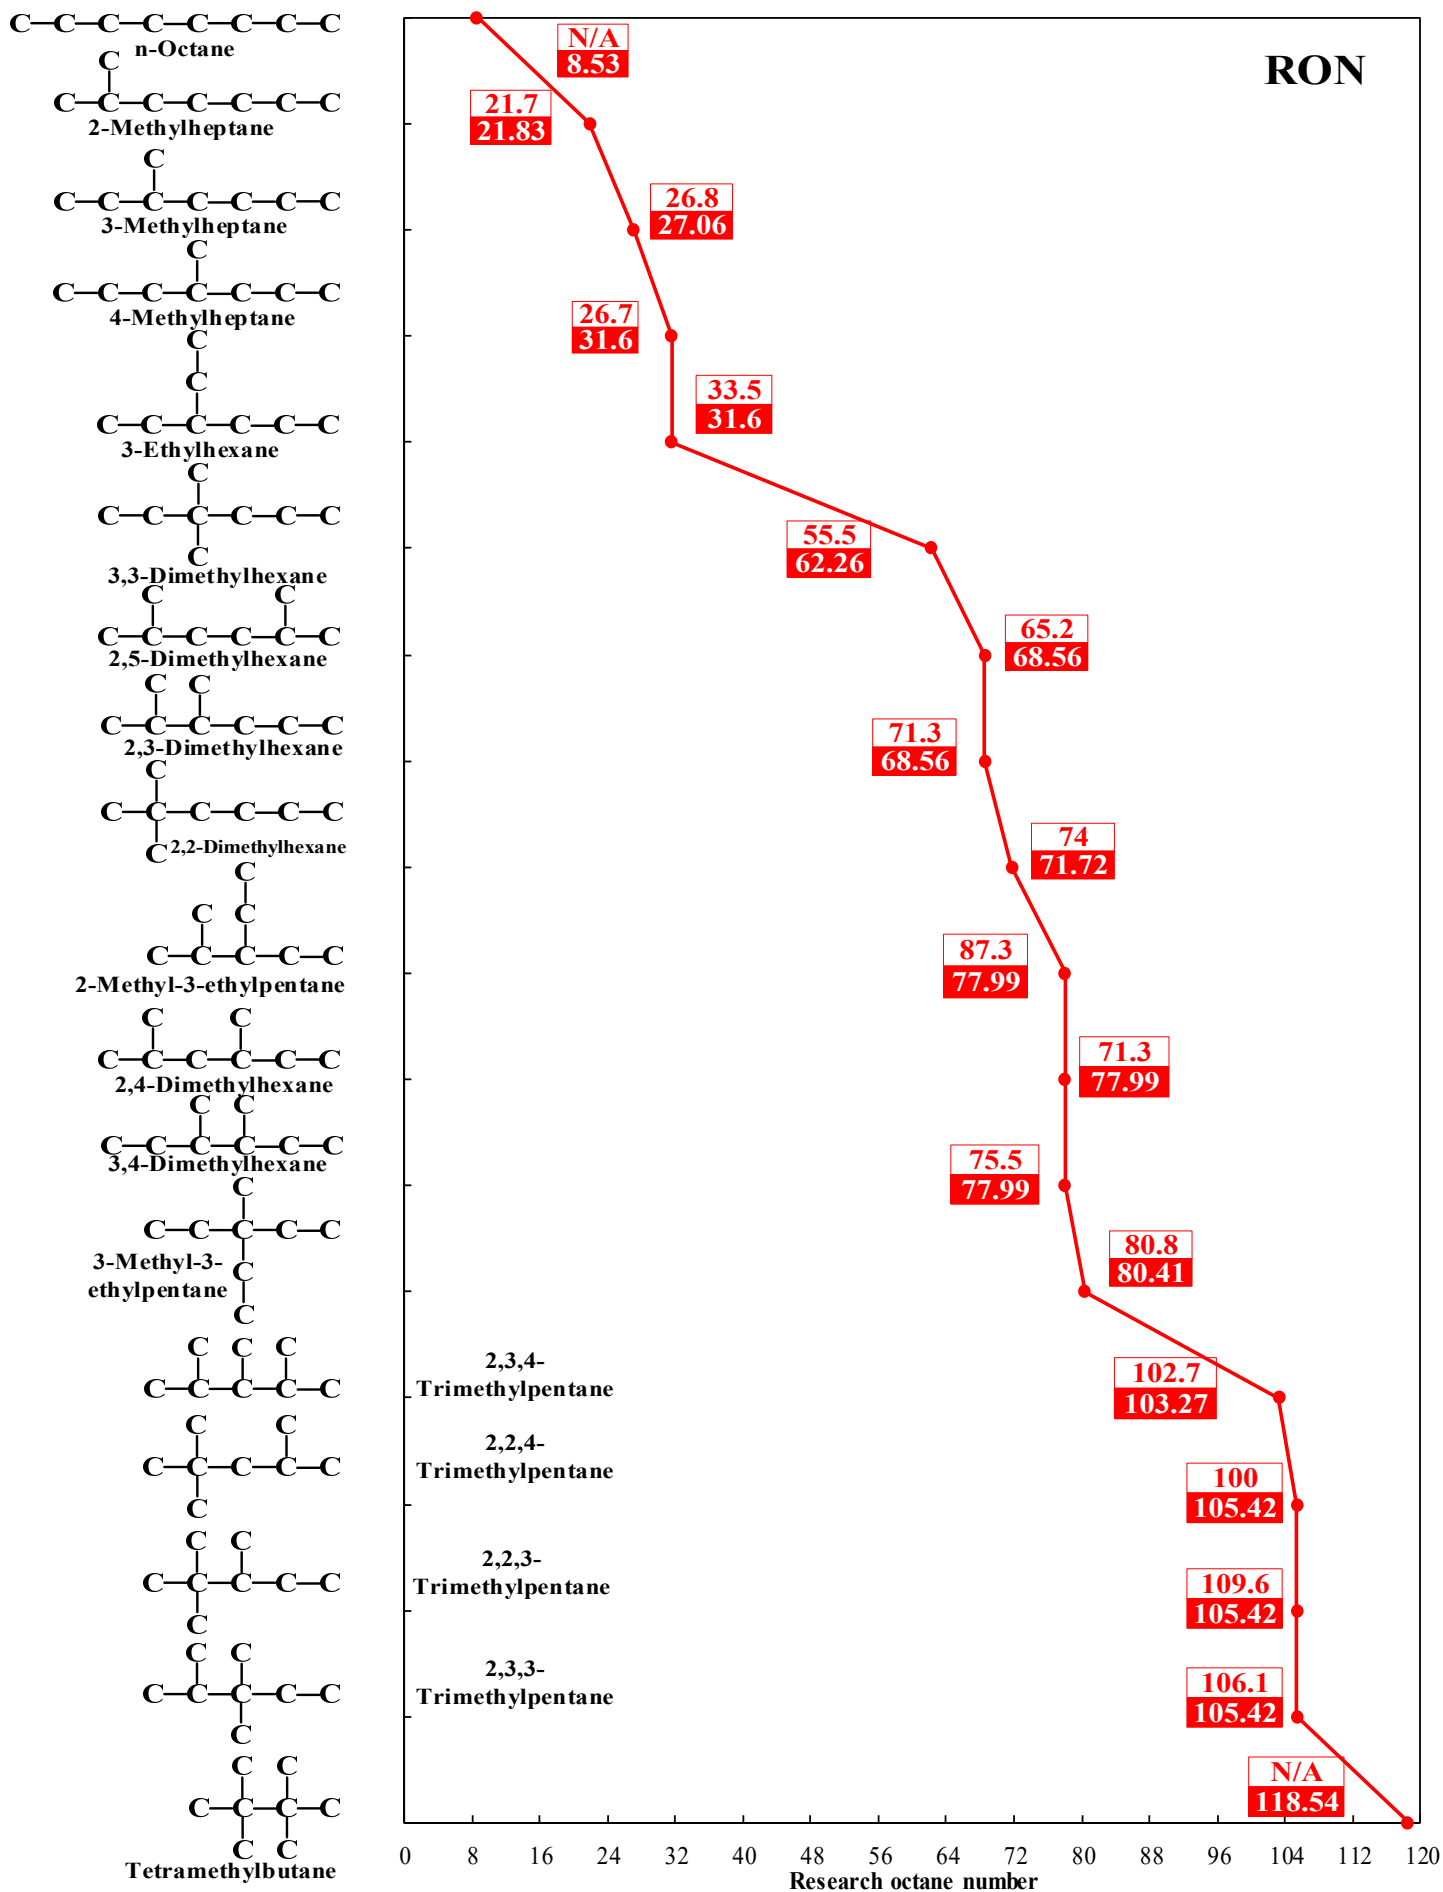 C C C C C C C C
n-Octane
C
C C C C C C C
2-Methylheptane
C
C C C C C C C
3-Methylheptane
C
C C C C C C C
4-Methylheptane
C
C
C C C C C C
3-Ethylhexane
C
C C C C C C
C
3,3-Dimethylhexane
C C
C C C C C C
2,5-Dimethylhexane
C C
C C C C C C
2,3-Dimethylhexane
C
C C C C C C
C 2,2-Dimethylhexane
C
C C
C C C C C
2-Methyl-3-ethylpentane
C C
C C C C C C
2,4-Dimethylhexane
C C
C C C C C C
3,4-Dimethylhexane
C
C C C C C
3-Methyl-3-
ethylpentane
C
C
C C C
C C C C C
2,3,4-
Trimethylpentane
C C
C C C C C
C
2,2,4-
Trimethylpentane
C C
C C C C C
C
2,2,3-
Trimethylpentane
C C
C C C C C
C
2,3,3-
Trimethylpentane
C C
C C C C
C C
Tetramethylbutane
RON
N/A
8.53
21.7
21.83
26.8
27.06
26.7
31.6
33.5
31.6
55.5
62.26
65.2
68.56
71.3
68.56
74
71.72
87.3
77.99
71.3
77.99
75.5
77.99
80.8
80.41
102.7
103.27
100
105.42
109.6
105.42
106.1
105.42
N/A
118.54
0 8 16 24 32 40 48 56 64 72 80 88 96 104 112 120
Research octane number